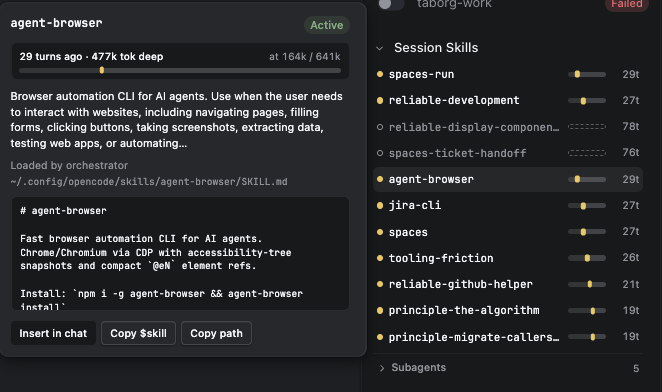 agent-browser
Active
29 turns ago · 477k tok deep
at 164k / 641k
Browser automation CLI for AI agents. Use when the user needs
to interact with websites, including navigating pages, filling
forms, clicking buttons, taking screenshots, extracting data,
testing web apps, or automating…
Loaded by orchestrator
~/.config/opencode/skills/agent-browser/SKILL.md
# agent-browser
Fast browser automation CLI for AI agents.
Chrome/Chromium via CDP with accessibility-tree
snapshots and compact `@eN` element refs.
Install: `npm i -g agent-browser && agent-browser
install`
Insert in chat
Copy $skill
Copy path
taborg-work
Failed
Session Skills
spaces-run 29t
reliable-development 27t
reliable-display-componen… 78t
spaces-ticket-handoff 76t
agent-browser 29t
jira-cli 27t
spaces 27t
tooling-friction 26t
reliable-github-helper 21t
principle-the-algorithm 19t
principle-migrate-callers… 19t
Subagents 5